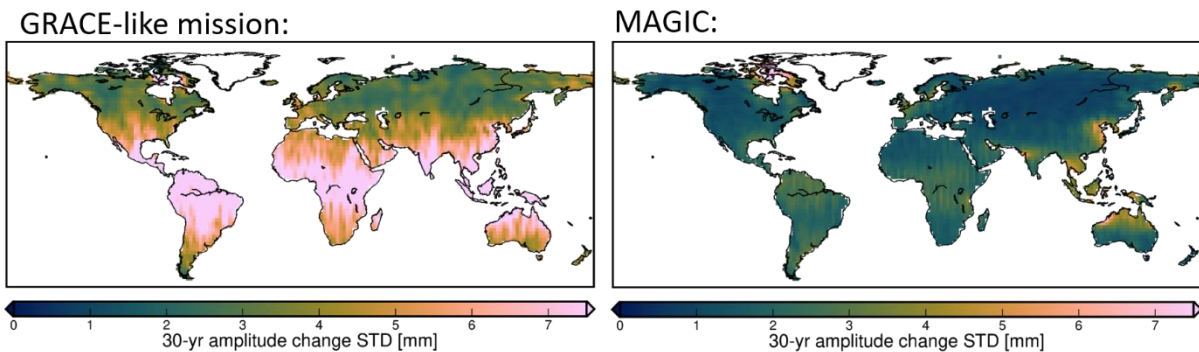 GRACE-like mission:
MAGIC:
0 1 2 3 4 5 6 7
30-yr amplitude change STD [mm]
0 1 2 3 4 5 6 7
30-yr amplitude change STD [mm]